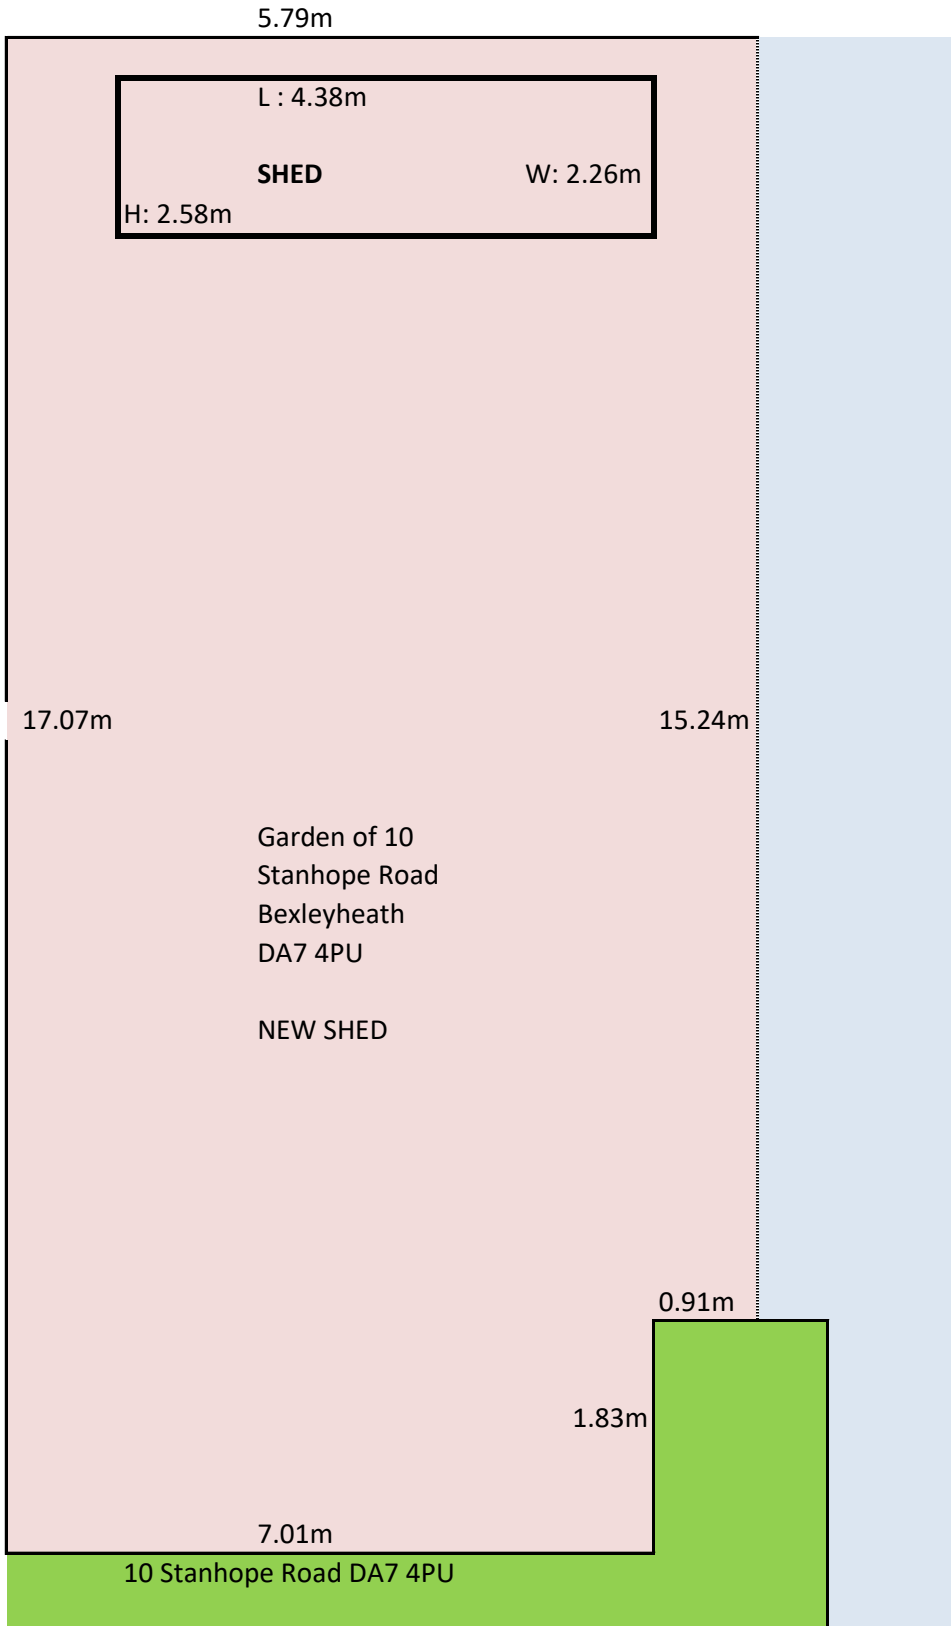 5.79m
L : 4.38m
SHED
W: 2.26m
H: 2.58m
17.07m
15.24m
Garden of 10
Stanhope Road
Bexleyheath
DA7 4PU
NEW SHED
0.91m
1.83m
7.01m
10 Stanhope Road DA7 4PU